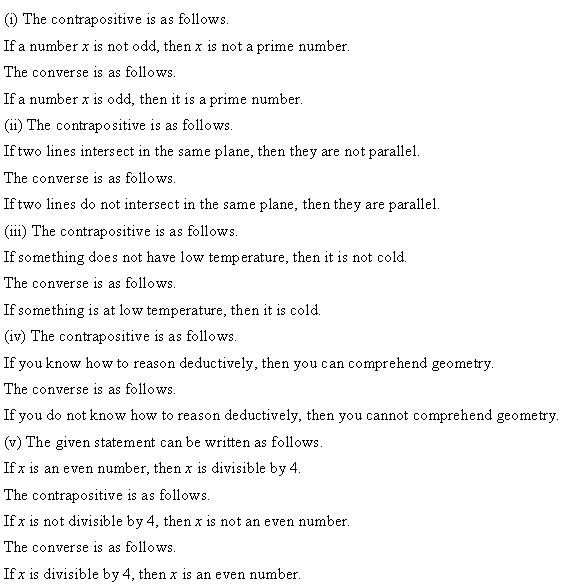 (i) The contrapositive is as follows.
If a number x is not odd, then x is not a prime number.
The converse is as follows.
If a number x is odd, then it is a prime number.
(ii) The contrapositive is as follows.
If two lines intersect in the same plane, then they are not parallel.
The converse is as follows.
If two lines do not intersect in the same plane, then they are parallel.
(iii) The contrapositive is as follows.
If something does not have low temperature, then it is not cold.
The converse is as follows.
If something is at low temperature, then it is cold.
(iv) The contrapositive is as follows.
If you know how to reason deductively, then you can comprehend geometry.
The converse is as follows.
If you do not know how to reason deductively, then you cannot comprehend geometry.
(v) The given statement can be written as follows.
If x is an even number, then x is divisible by 4.
The contrapositive is as follows.
If x is not divisible by 4, then x is not an even number.
The converse is as follows.
If x is divisible by 4, then x is an even number.